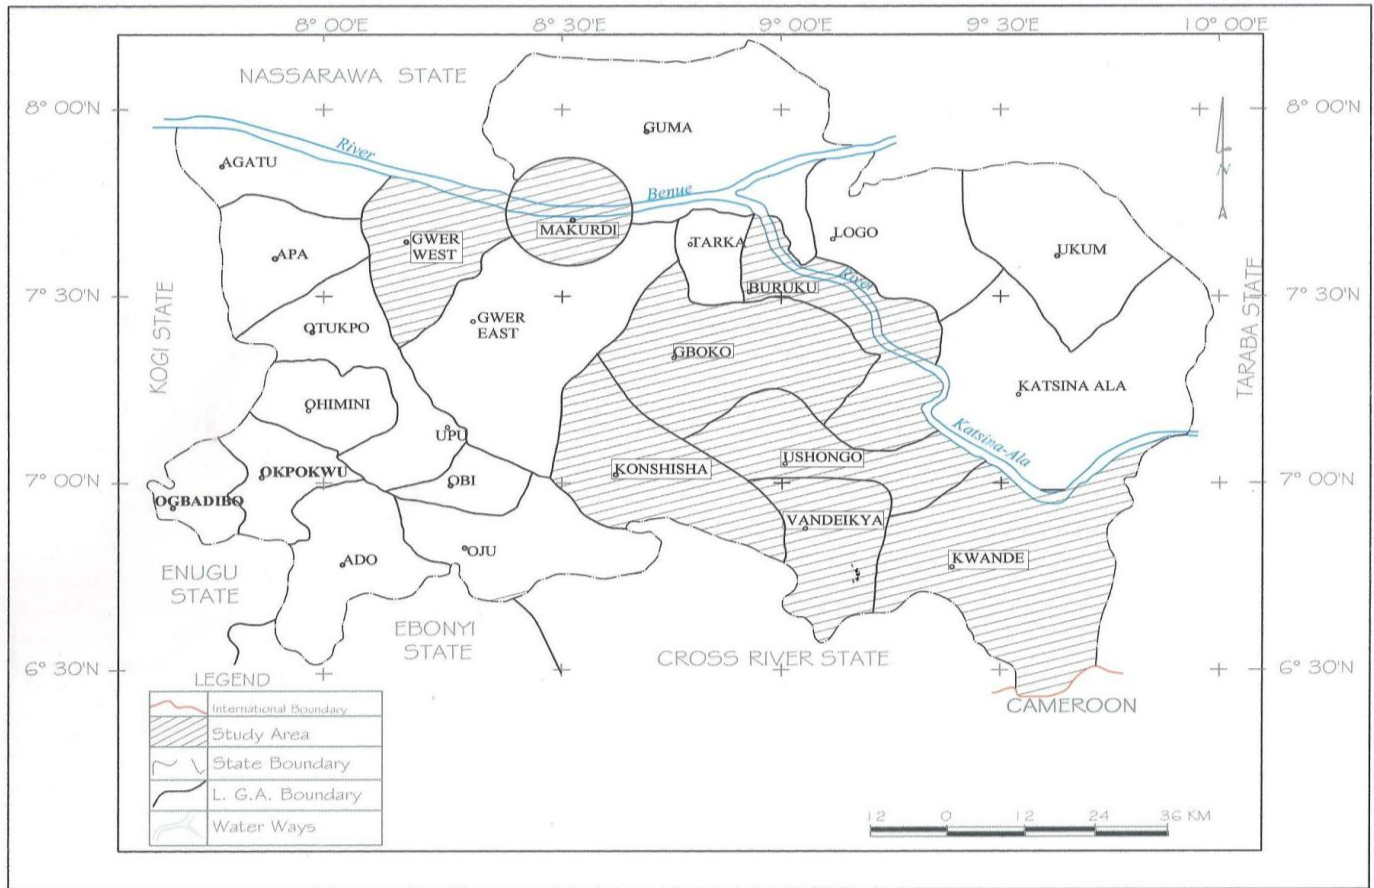 8° 00'E 8° 30'E 9° 00'E 9° 30'E 10° 00'E
NASSARAWA STATE
8° 00'N
8° 00'N
GUMA
River
AGATU
Benue
N
MAKURDI
GWER
WEST
TARKA
LOGO
UKUM
APA
River
BURUKU
7° 30'N
7° 30'N
KOGI STATE
TARABA STATE
OTUKPO
GWER
EAST
GBOKO
KATSINA ALA
OHIMINI
UPU
Katsina-Ala
USHONGO
OKPOKWU
KONSHISHA
OBI
7° 00'N
7° 00'N
OGBADIBO
VANDEIKYA
OJU
ADO
KWANDE
ENUGU
STATE
EBONYI
STATE
CROSS RIVER STATE
6° 30'N
6° 30'N
CAMEROON
LEGEND
International Boundary
Study Area
State Boundary
L. G.A. Boundary
Water Ways
12 0 12 24 36 KM